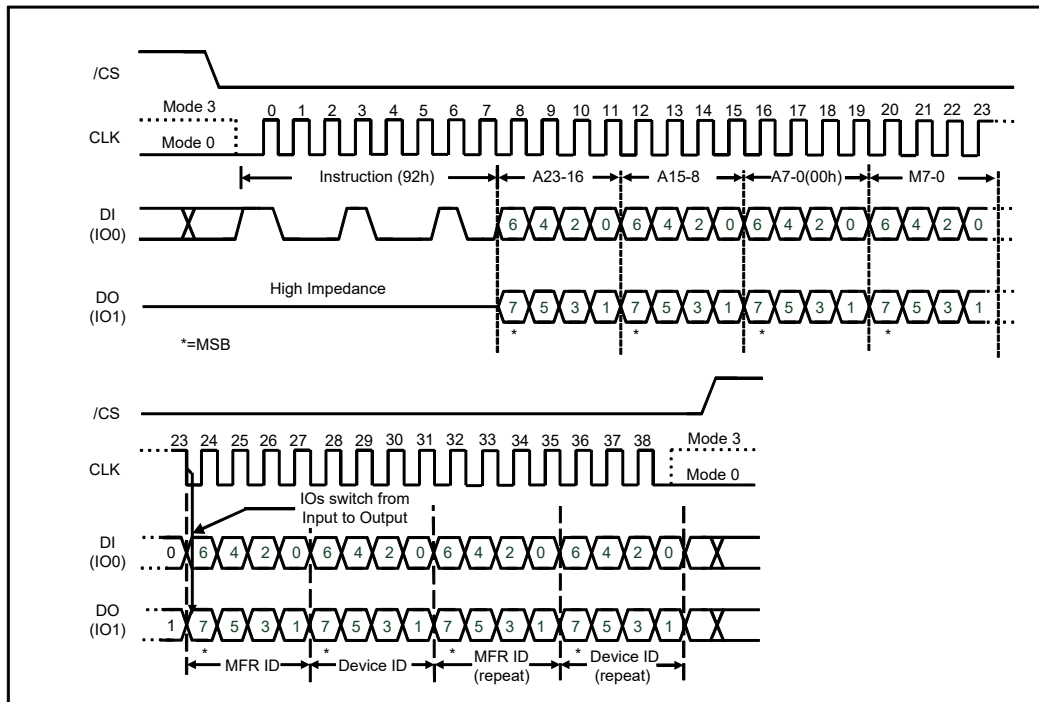 /CS
Mode 3
0 1 2 3 4 5 6 7 8 9 10 11 12 13 14 15 16 17 18 19 20 21 22 23
CLK
Mode 0
Instruction (92h) A23-16 A15-8 A7-0(00h) M7-0
DI
(IO0)
6 4 2 0 6 4 2 0 6 4 2 0 6 4 2 0
High Impedance
DO
(IO1)
7 5 3 1 7 5 3 1 7 5 3 1 7 5 3 1
* * * *
*=MSB
/CS
23 24 25 26 27 28 29 30 31 32 33 34 35 36 37 38
Mode 3
CLK
Mode 0
IOs switch from
Input to Output
DI
(IO0)
0 6 4 2 0 6 4 2 0 6 4 2 0 6 4 2 0
DO
(IO1)
1 7 5 3 1 7 5 3 1 7 5 3 1 7 5 3 1
* * * *
MFR ID Device ID MFR ID
(repeat)
Device ID
(repeat)